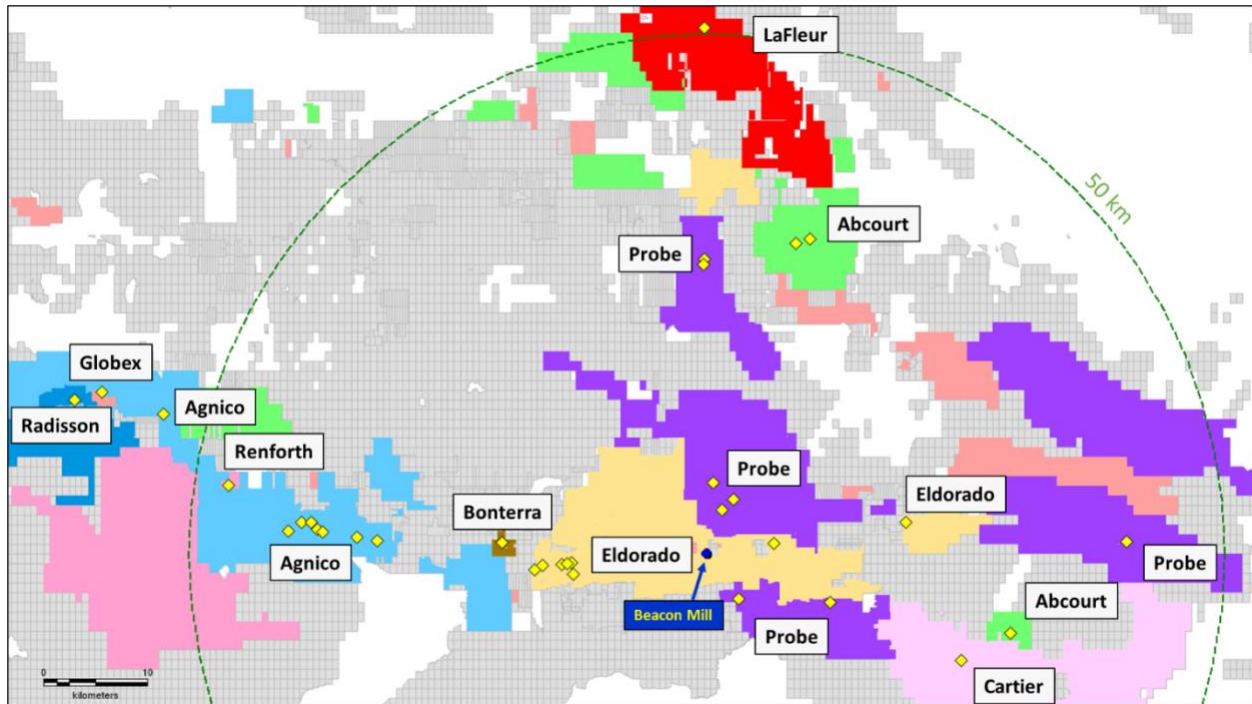 LaFleur
50 km
Abcourt
Probe
Globex
Agnico
Radisson
Renforth
Probe
Eldorado
Bonterra
Eldorado
Agnico
Probe
Beacon Mill
Abcourt
Probe
Cartier
0 10
kilometers